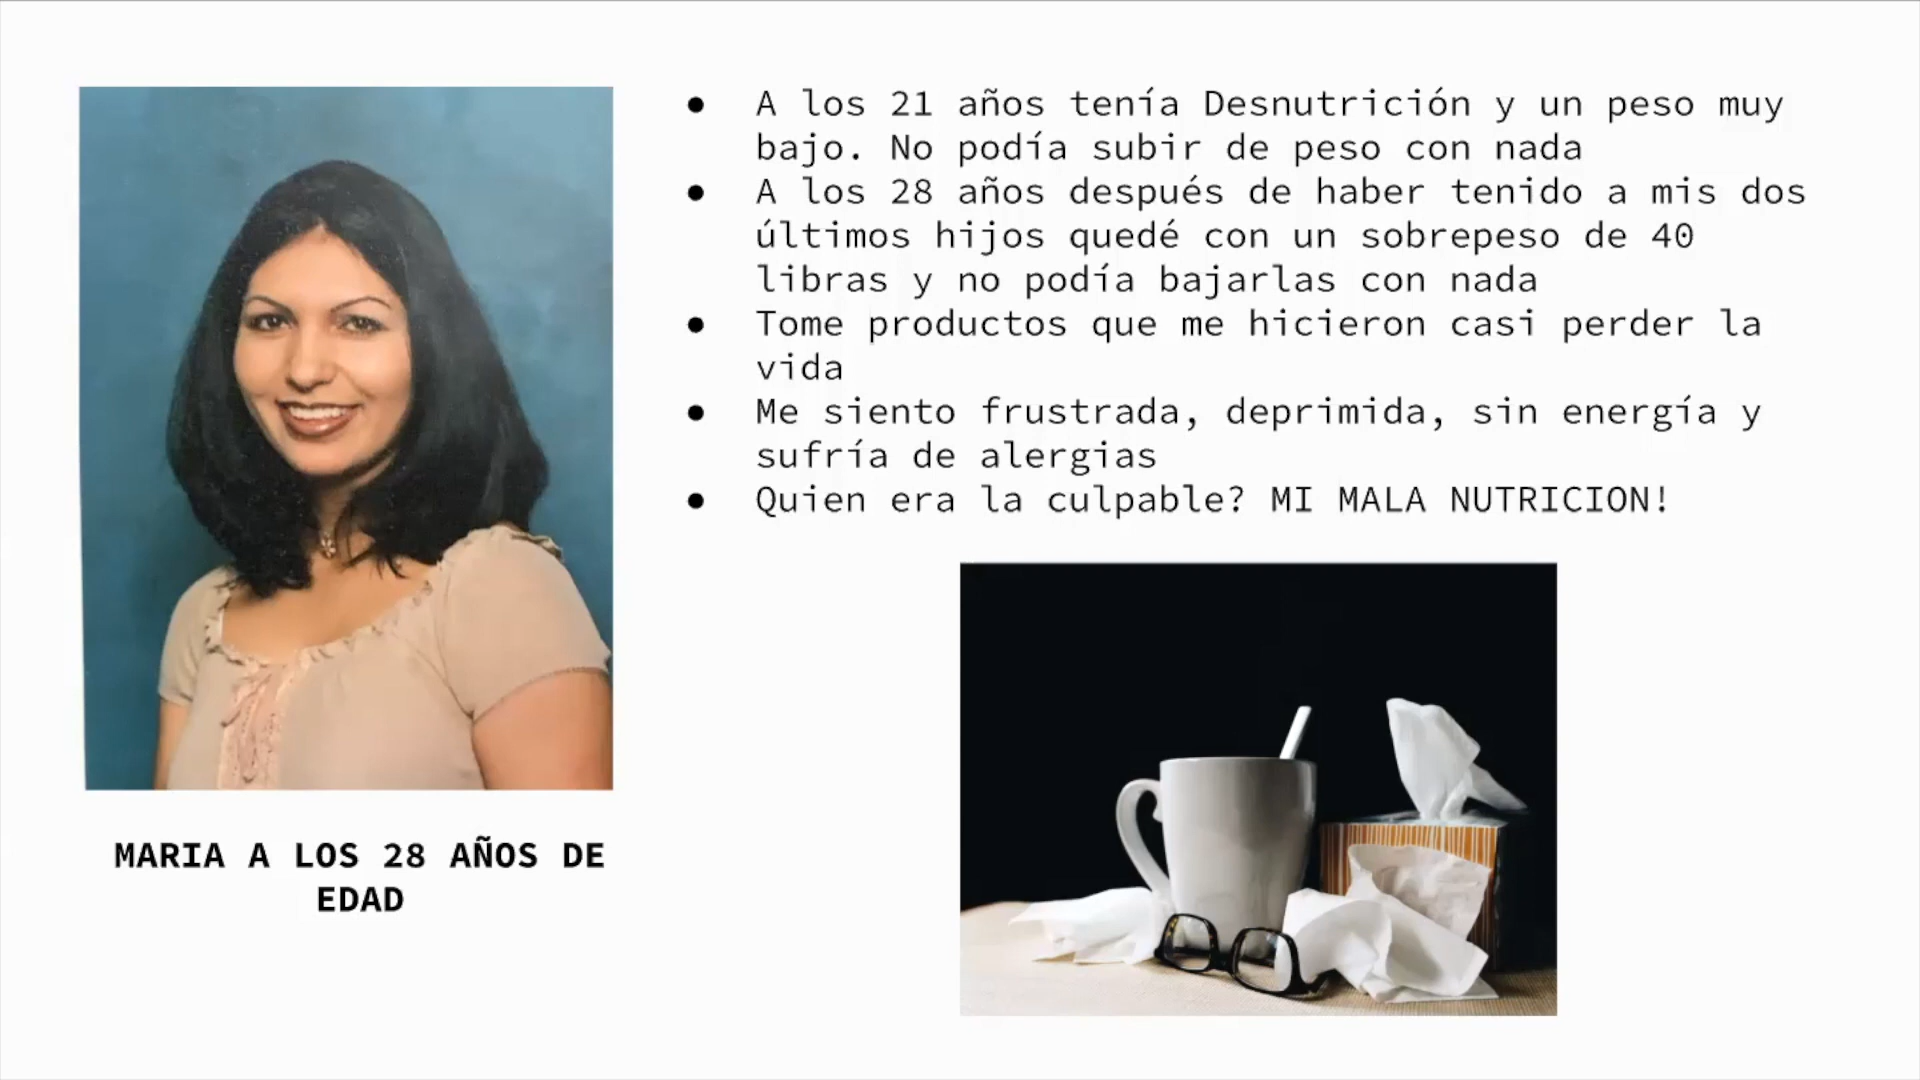 ● A los 21 años tenía Desnutrición y un peso muy
bajo. No podía subir de peso con nada
● A los 28 años después de haber tenido a mis dos
últimos hijos quedé con un sobrepeso de 40
libras y no podía bajarlas con nada
● Tome productos que me hicieron casi perder la
vida
● Me siento frustrada, deprimida, sin energía y
sufría de alergias
● Quien era la culpable? MI MALA NUTRICION!
MARIA A LOS 28 AÑOS DE
EDAD